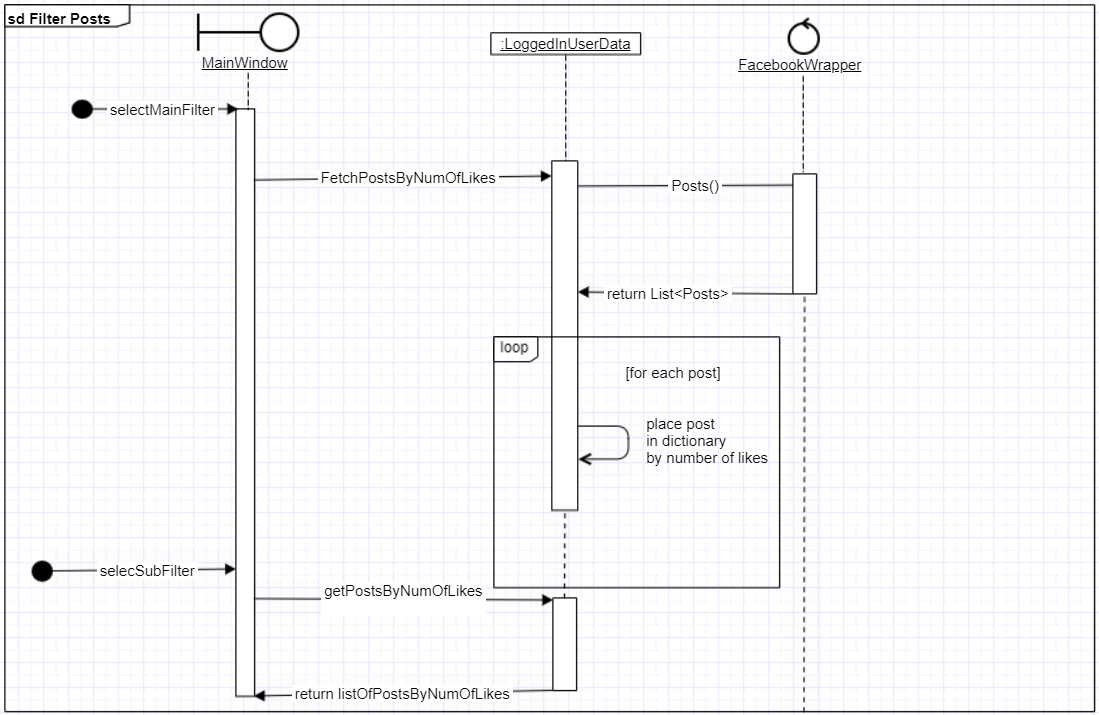 sd Filter Posts
MainWindow
:LoggedInUserData
FacebookWrapper
selectMainFilter
FetchPostsByNumOfLikes
Posts()
return List<Posts>
loop
[for each post]
place post
in dictionary
by number of likes
selecSubFilter
getPostsByNumOfLikes
return listOfPostsByNumOfLikes